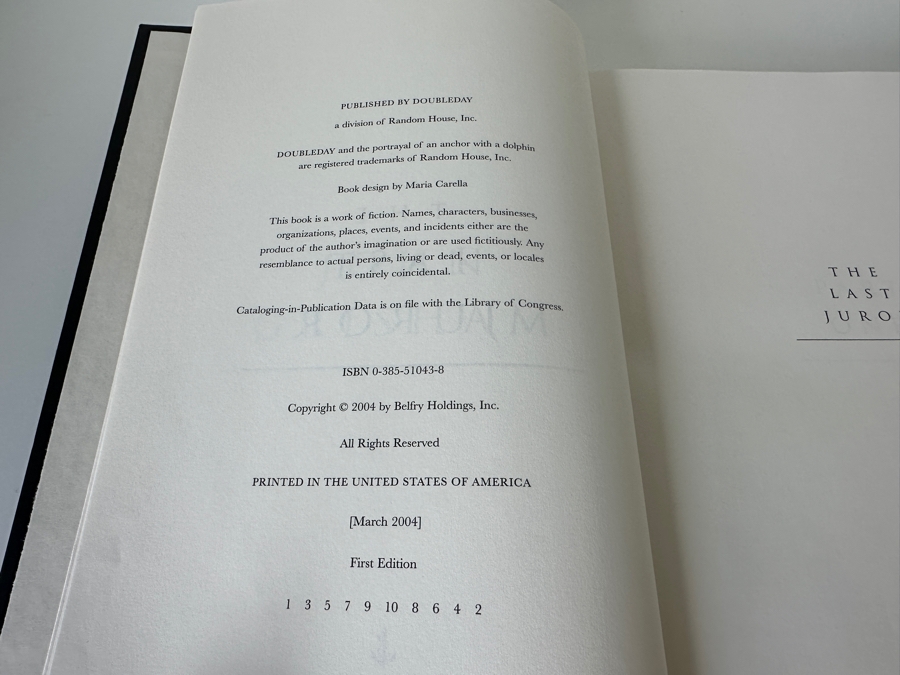 PUBLISHED BY DOUBLEDAY
a division of Random House, Inc.
DOUBLEDAY and the portrayal of an anchor with a dolphin
are registered trademarks of Random House, Inc.
Book design by Maria Carella
This book is a work of fiction. Names, characters, businesses,
organizations, places, events, and incidents either are the
product of the author's imagination or are used fictitiously. Any
resemblance to actual persons, living or dead, events, or locales
is entirely coincidental.
Cataloging-in-Publication Data is on file with the Library of Congress.
ISBN 0-385-51043-8
Copyright © 2004 by Belfry Holdings, Inc.
All Rights Reserved
PRINTED IN THE UNITED STATES OF AMERICA
[March 2004]
First Edition
1 3 5 7 9 10 8 6 4 2
THE
LAST
JURO